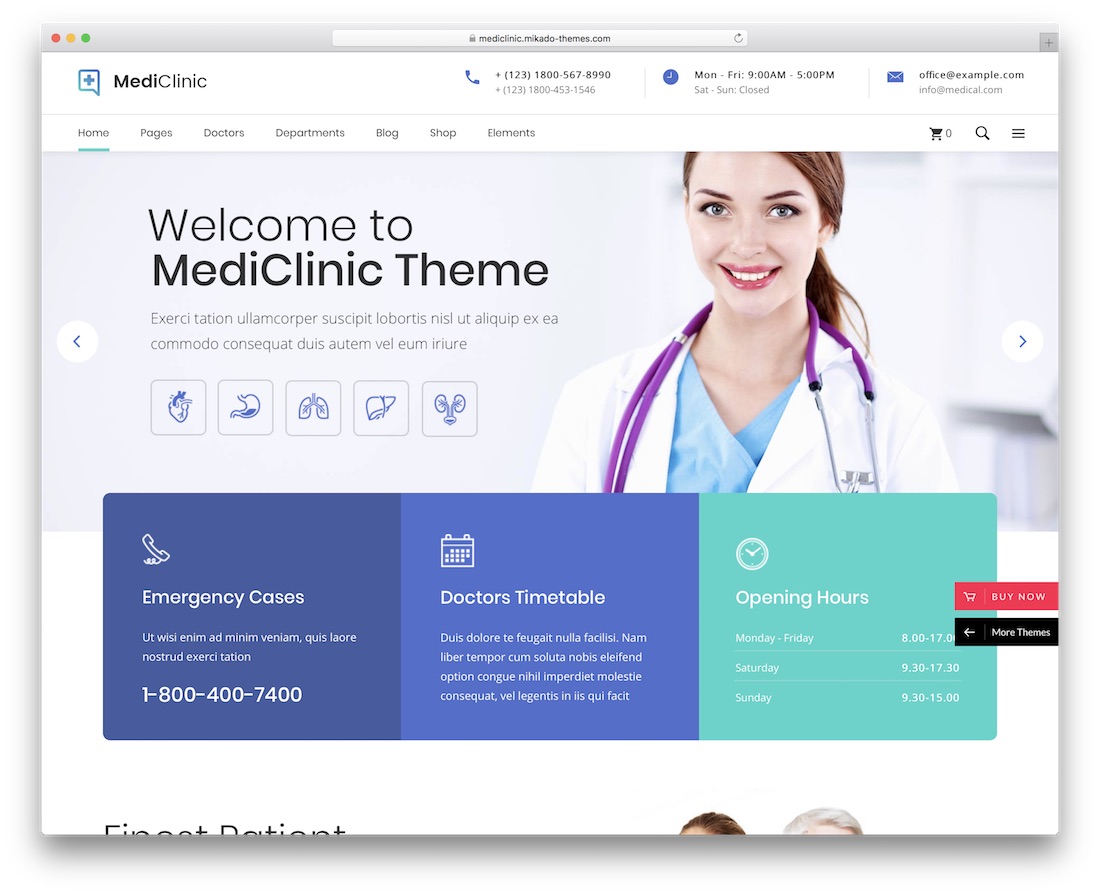 mediclinic.mikado-themes.com
MediClinic
+ (123) 1800-567-8990
+ (123) 1800-453-1546
Mon - Fri: 9:00AM - 5:00PM
Sat - Sun: Closed
office@example.com
info@medical.com
Home Pages Doctors Departments Blog Shop Elements 0
Welcome to
MediClinic Theme
Exerci tation ullamcorper suscipit lobortis nisl ut aliquip ex ea
commodo consequat duis autem vel eum iriure
Emergency Cases
Ut wisi enim ad minim veniam, quis laore
nostrud exerci tation
1-800-400-7400
Doctors Timetable
Duis dolore te feugait nulla facilisi. Nam
liber tempor cum soluta nobis eleifend
option congue nihil imperdiet molestie
consequat, vel legentis in iis qui facit
Opening Hours
Monday - Friday 8.00-17.00
Saturday 9.30-17.30
Sunday 9.30-15.00
BUY NOW
More Themes
Finest Patient